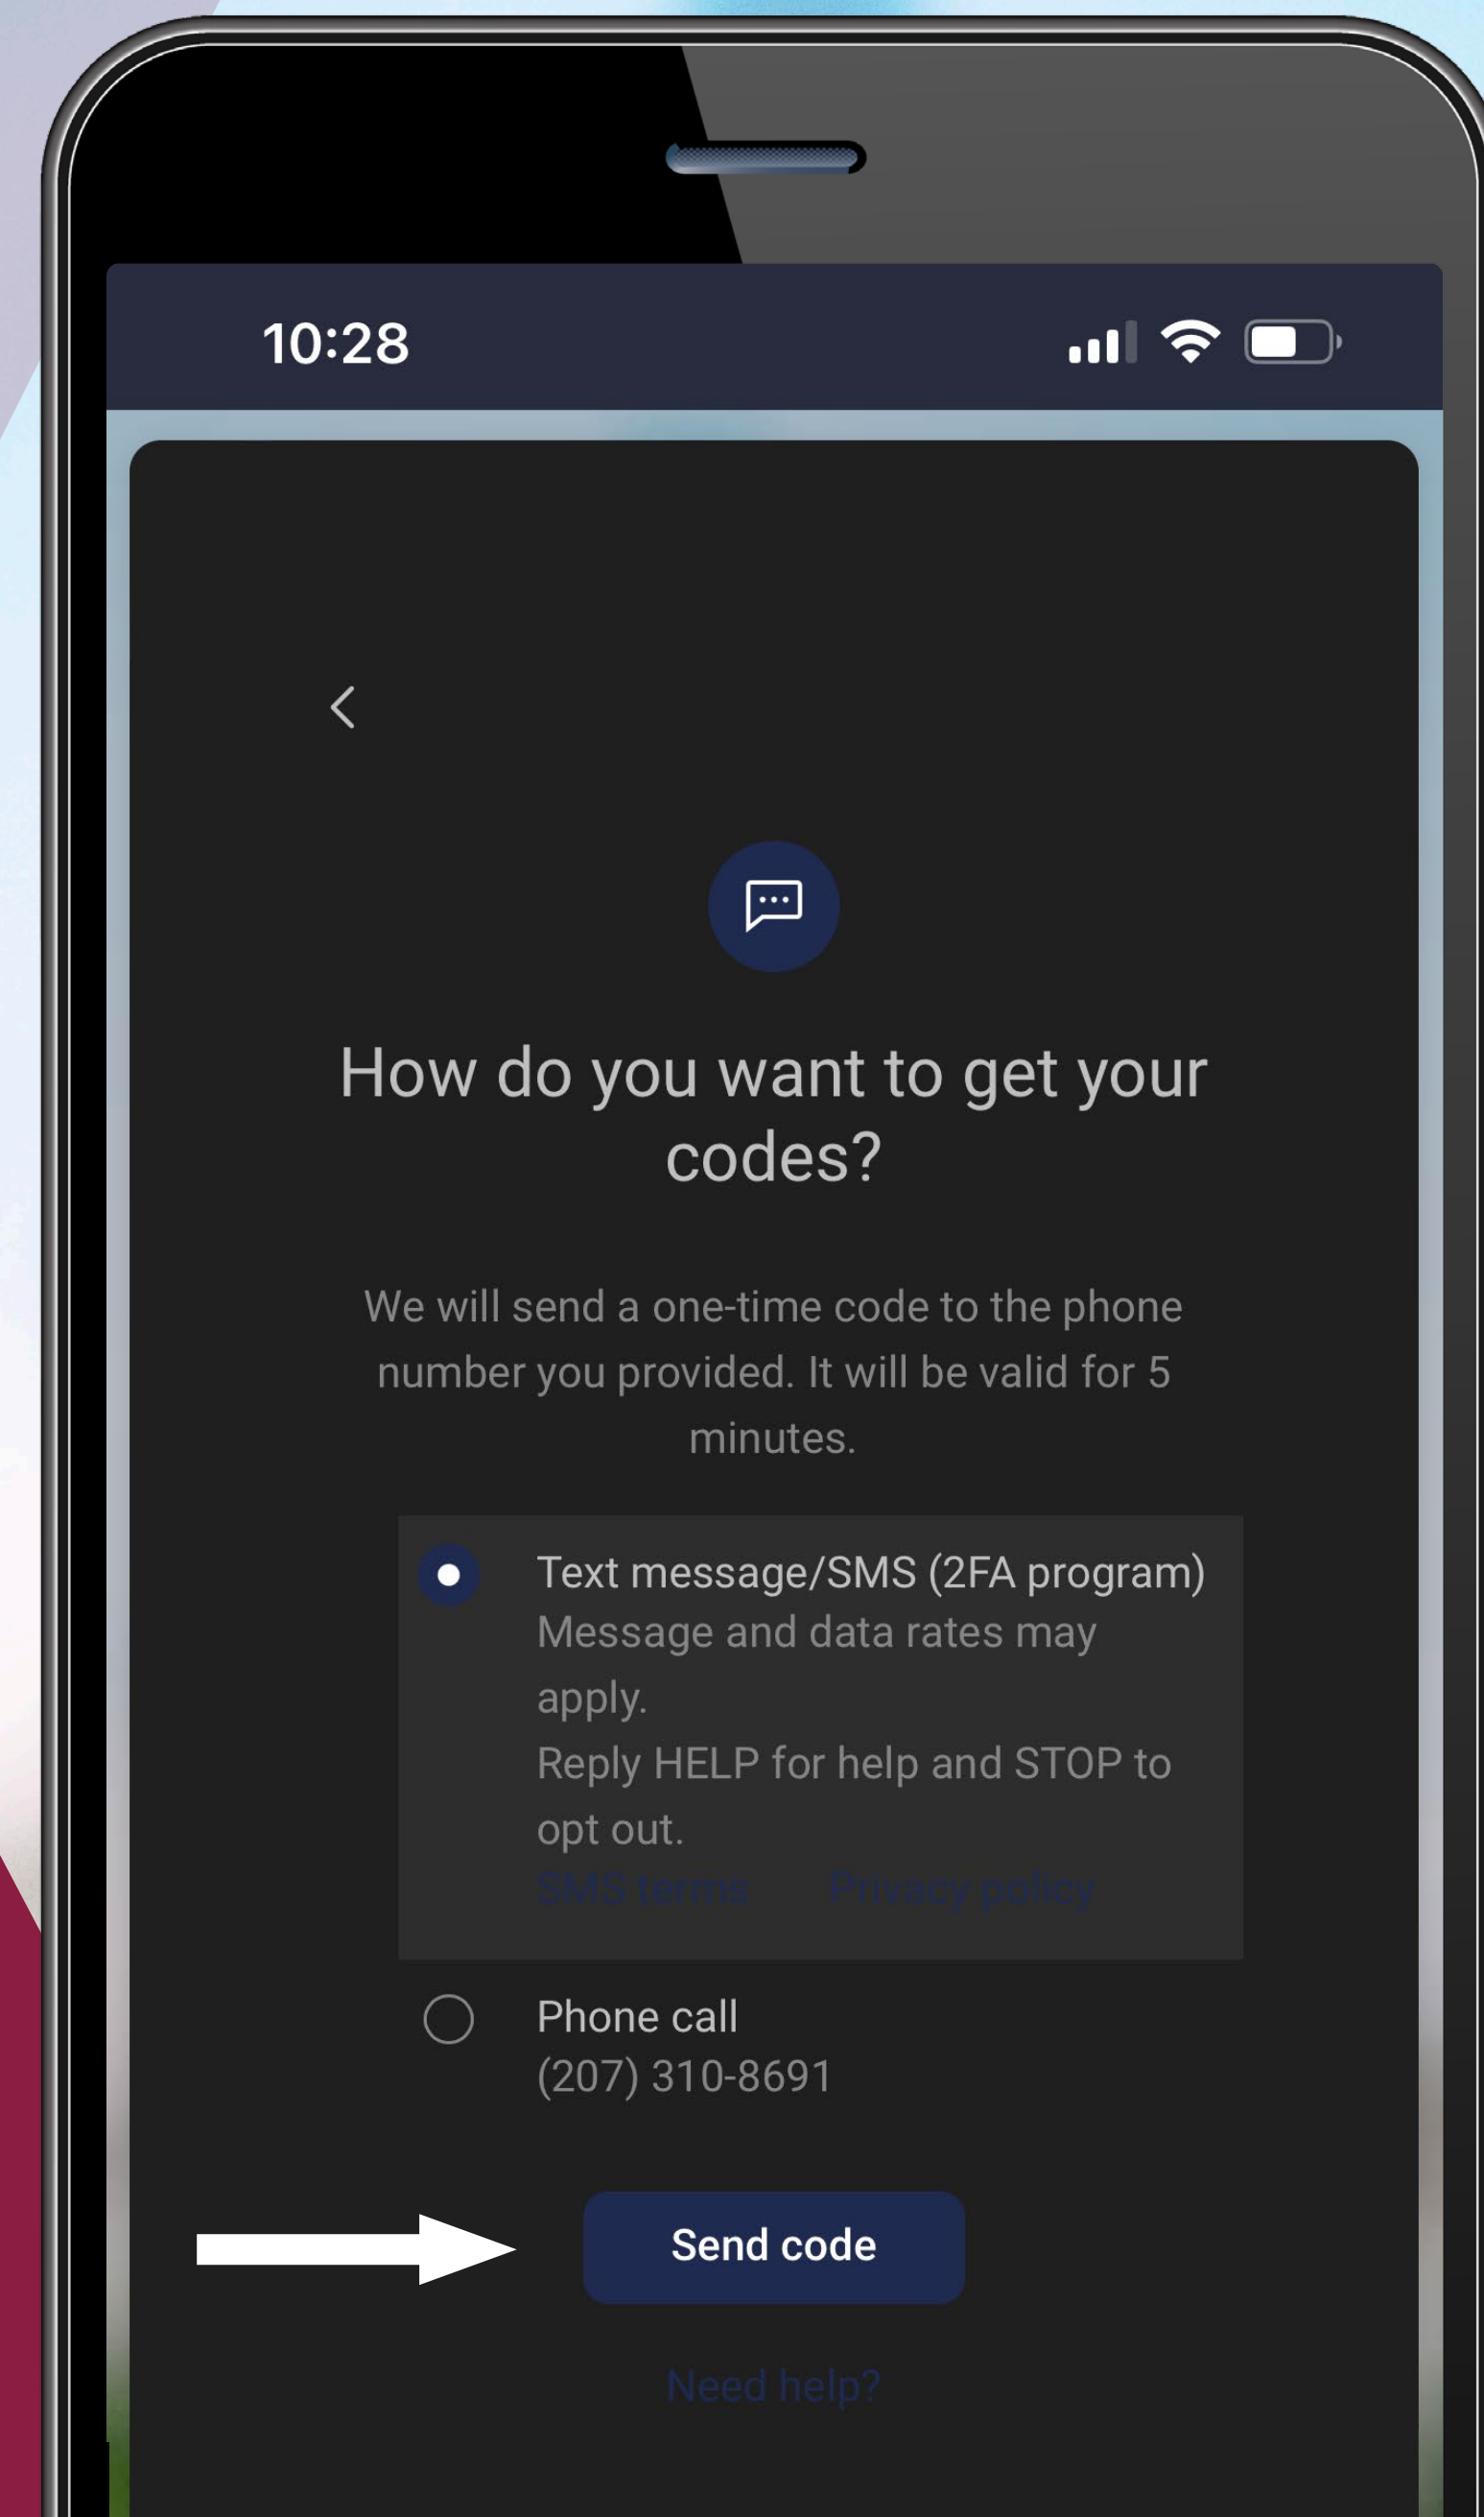 10:28
How do you want to get your
codes?
We will send a one-time code to the phone
number you provided. It will be valid for 5
minutes.
Text message/SMS (2FA program)
Message and data rates may
apply.
Reply HELP for help and STOP to
opt out.
SMS terms Privacy policy
Phone call
(207) 310-8691
Send code
Need help?